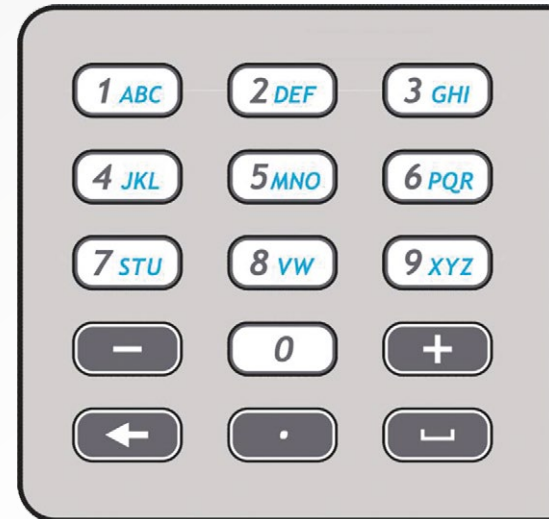 1 ABC 2 DEF 3 GHI
4 JKL 5 MNO 6 PQR
7 STU 8 VW 9 XYZ
- 0 +
← . ⎵